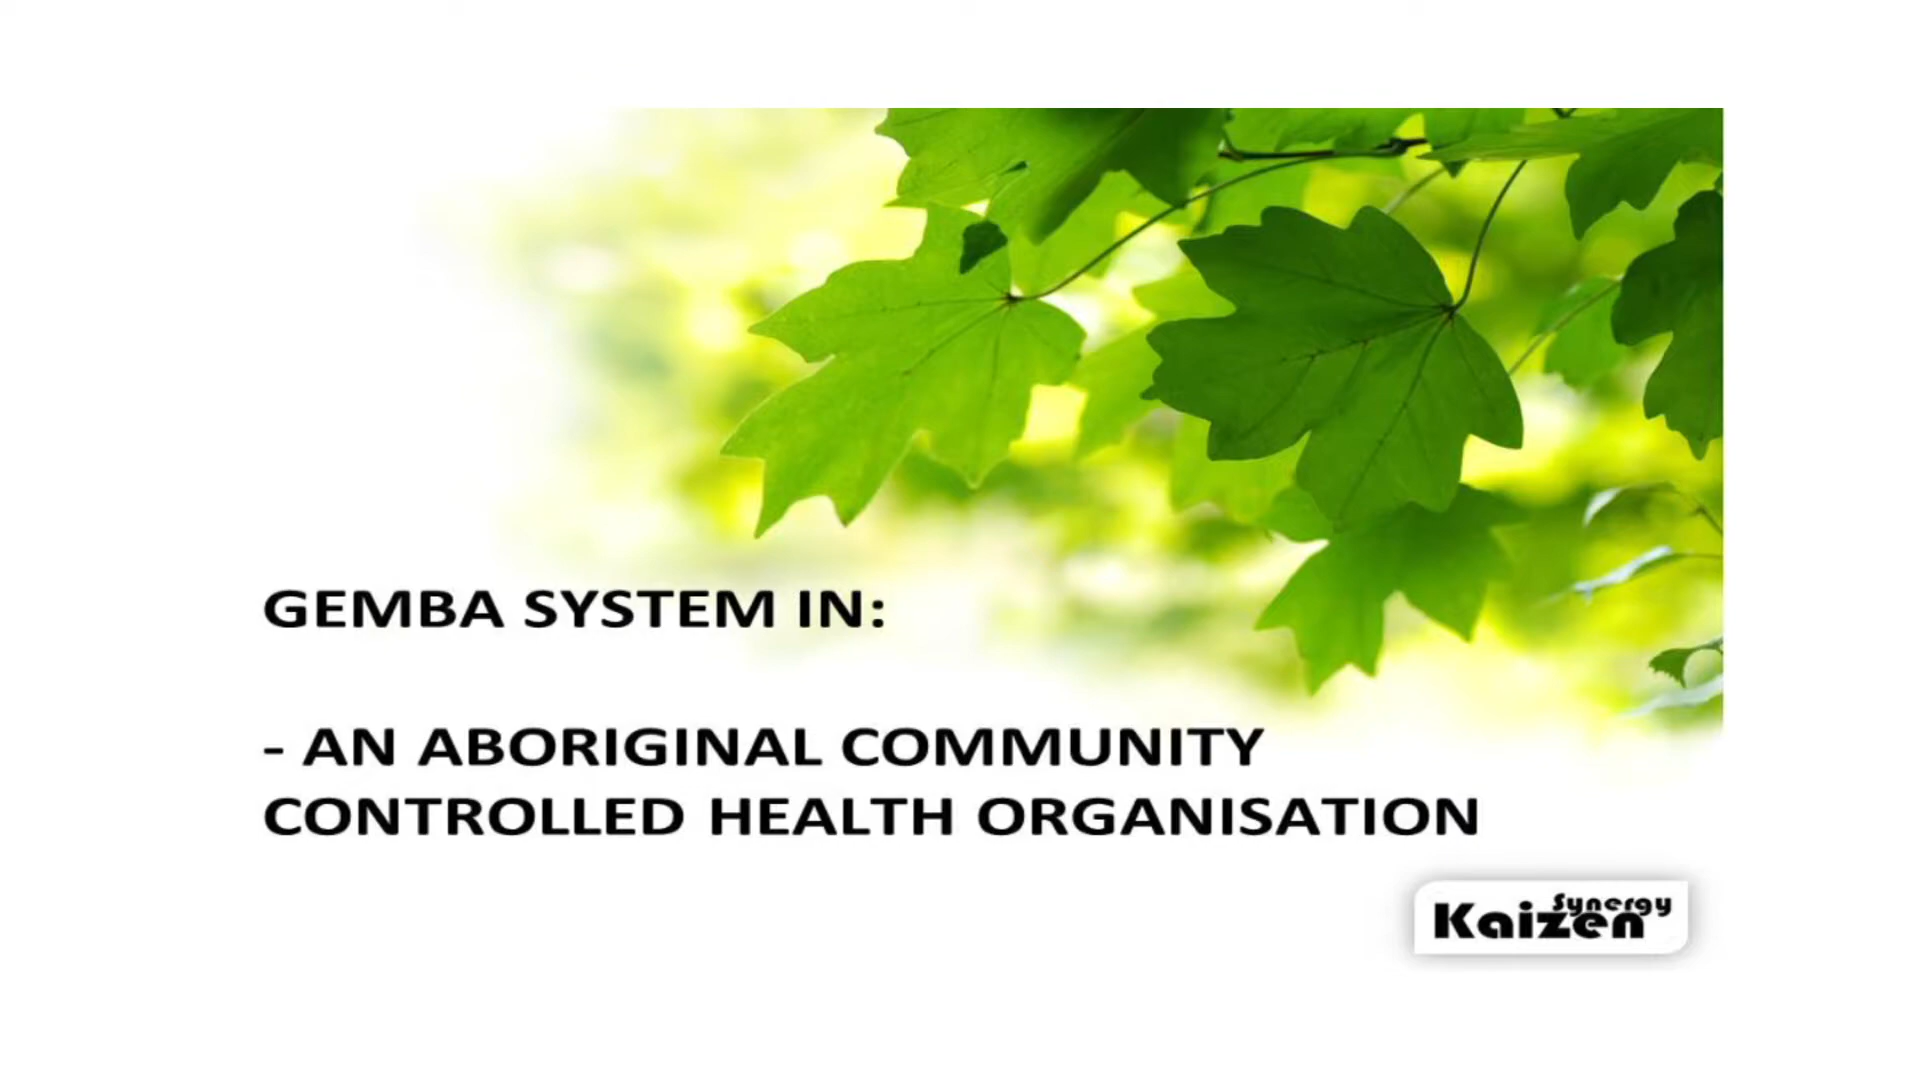 GEMBA SYSTEM IN:
- AN ABORIGINAL COMMUNITY
CONTROLLED HEALTH ORGANISATION
Synergy
Kaizen